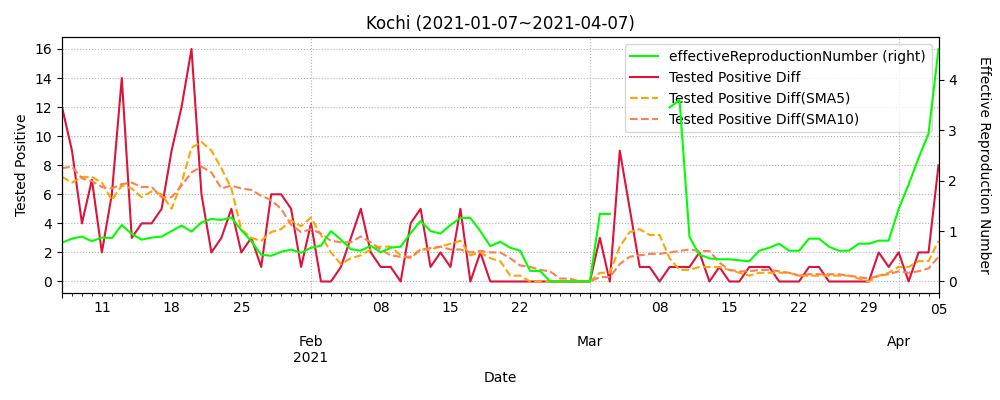 Kochi (2021-01-07~2021-04-07)
effectiveReproductionNumber (right)
Tested Positive Diff
Tested Positive Diff(SMA5)
Tested Positive Diff(SMA10)
Tested Positive
16
14
12
10
8
6
4
2
0
4
3
2
1
0
Effective Reproduction Number
11 18 25 08 15 22 08 15 22 29 05
Feb Mar Apr
2021
Date